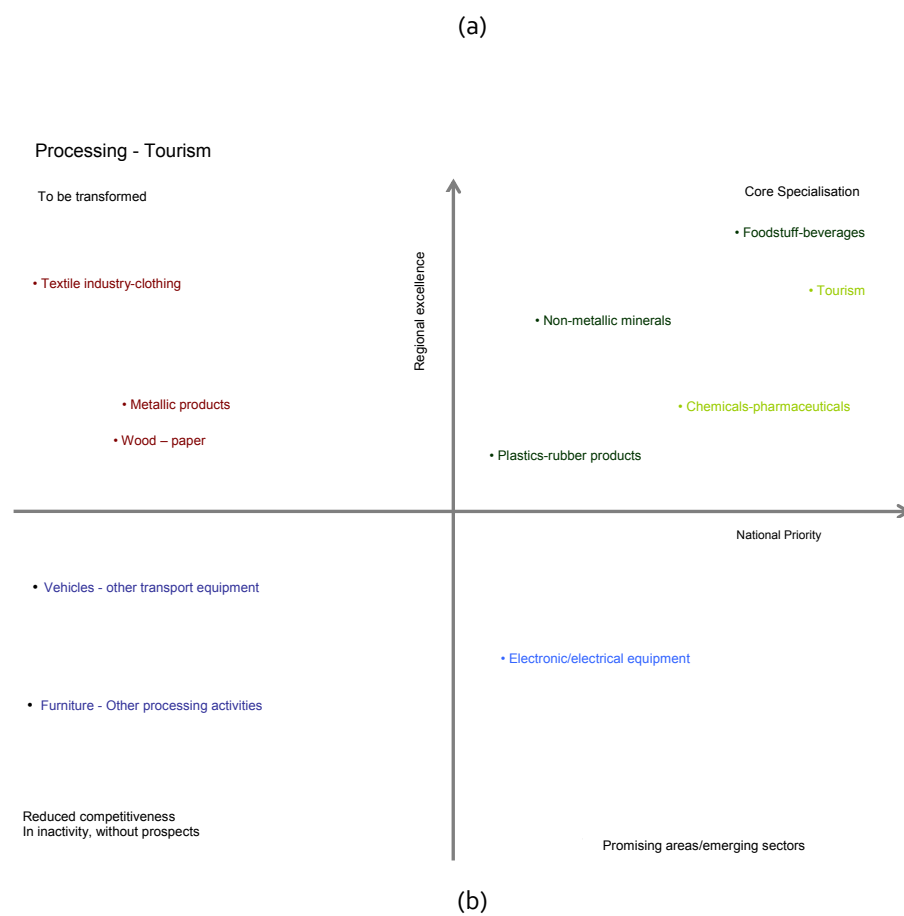 (a)
Processing - Tourism
To be transformed
Core Specialisation
• Foodstuff-beverages
Regional excellence
• Textile industry-clothing
• Tourism
• Non-metallic minerals
• Metallic products
• Chemicals-pharmaceuticals
• Wood – paper
• Plastics-rubber products
National Priority
• Vehicles - other transport equipment
• Electronic/electrical equipment
• Furniture - Other processing activities
Reduced competitiveness
In inactivity, without prospects
Promising areas/emerging sectors
(b)